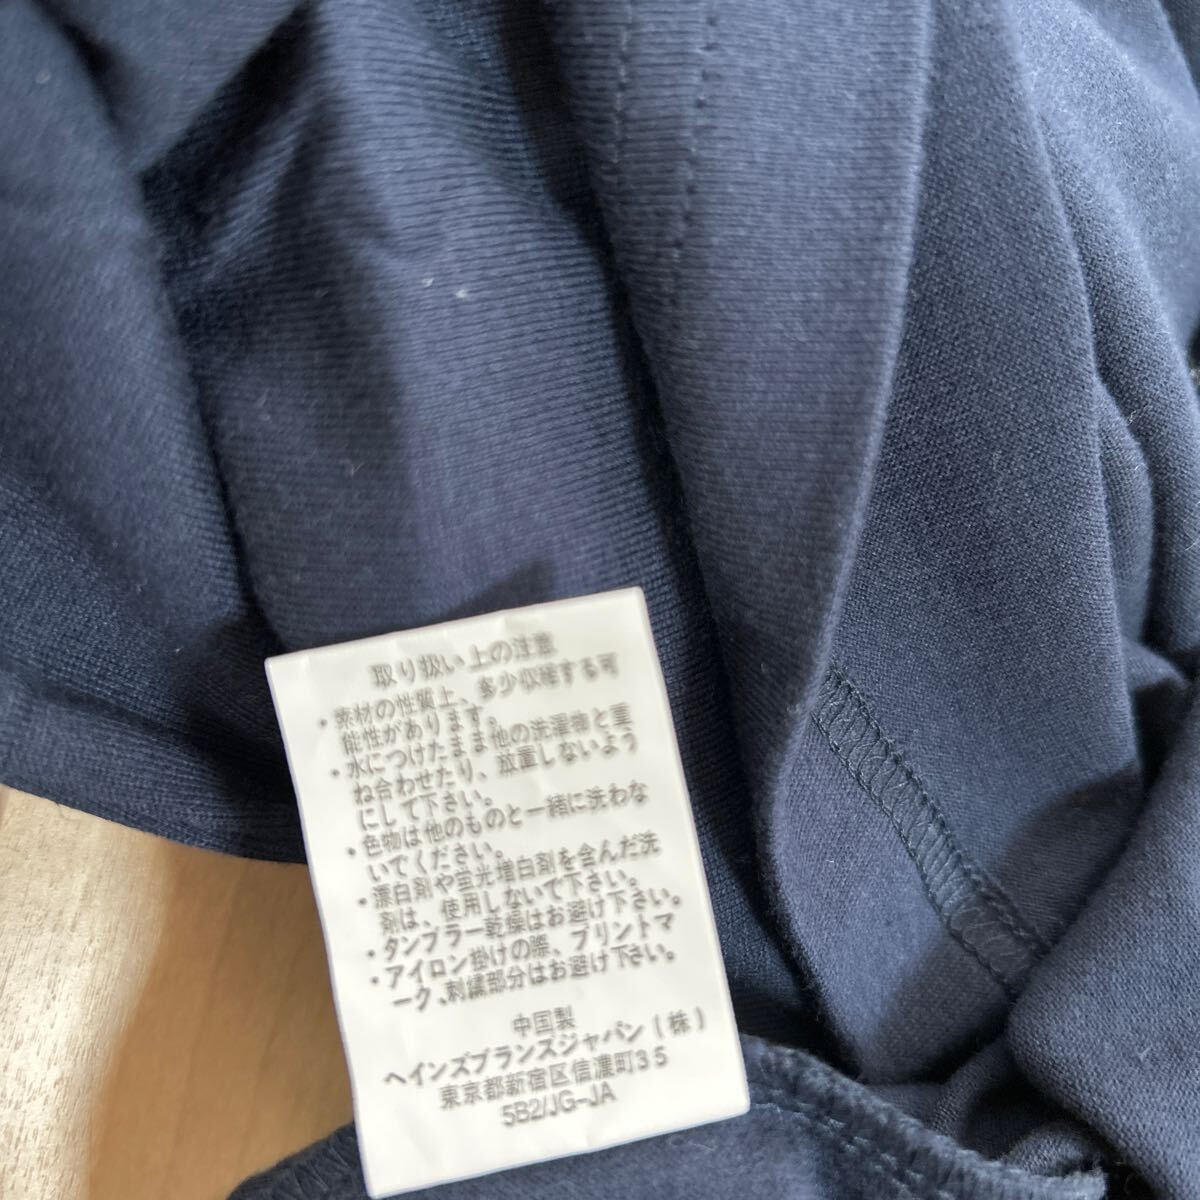 取り扱い上の注意
・素材の性質上、多少収縮する可
能性があります。
・水につけたまま他の洗濯物と重
ね合わせたり、放置しないよう
にして下さい。
・色物は他のものと一緒に洗わな
いでください。
・漂白剤や蛍光増白剤を含んだ洗
剤は、使用しないで下さい。
・タンブラー乾燥はお避け下さい。
・アイロン掛けの際、プリントマ
ーク、刺繍部分はお避け下さい。
中国製
ヘインズブランズジャパン(株)
東京都新宿区信濃町35
5B2/JG-JA